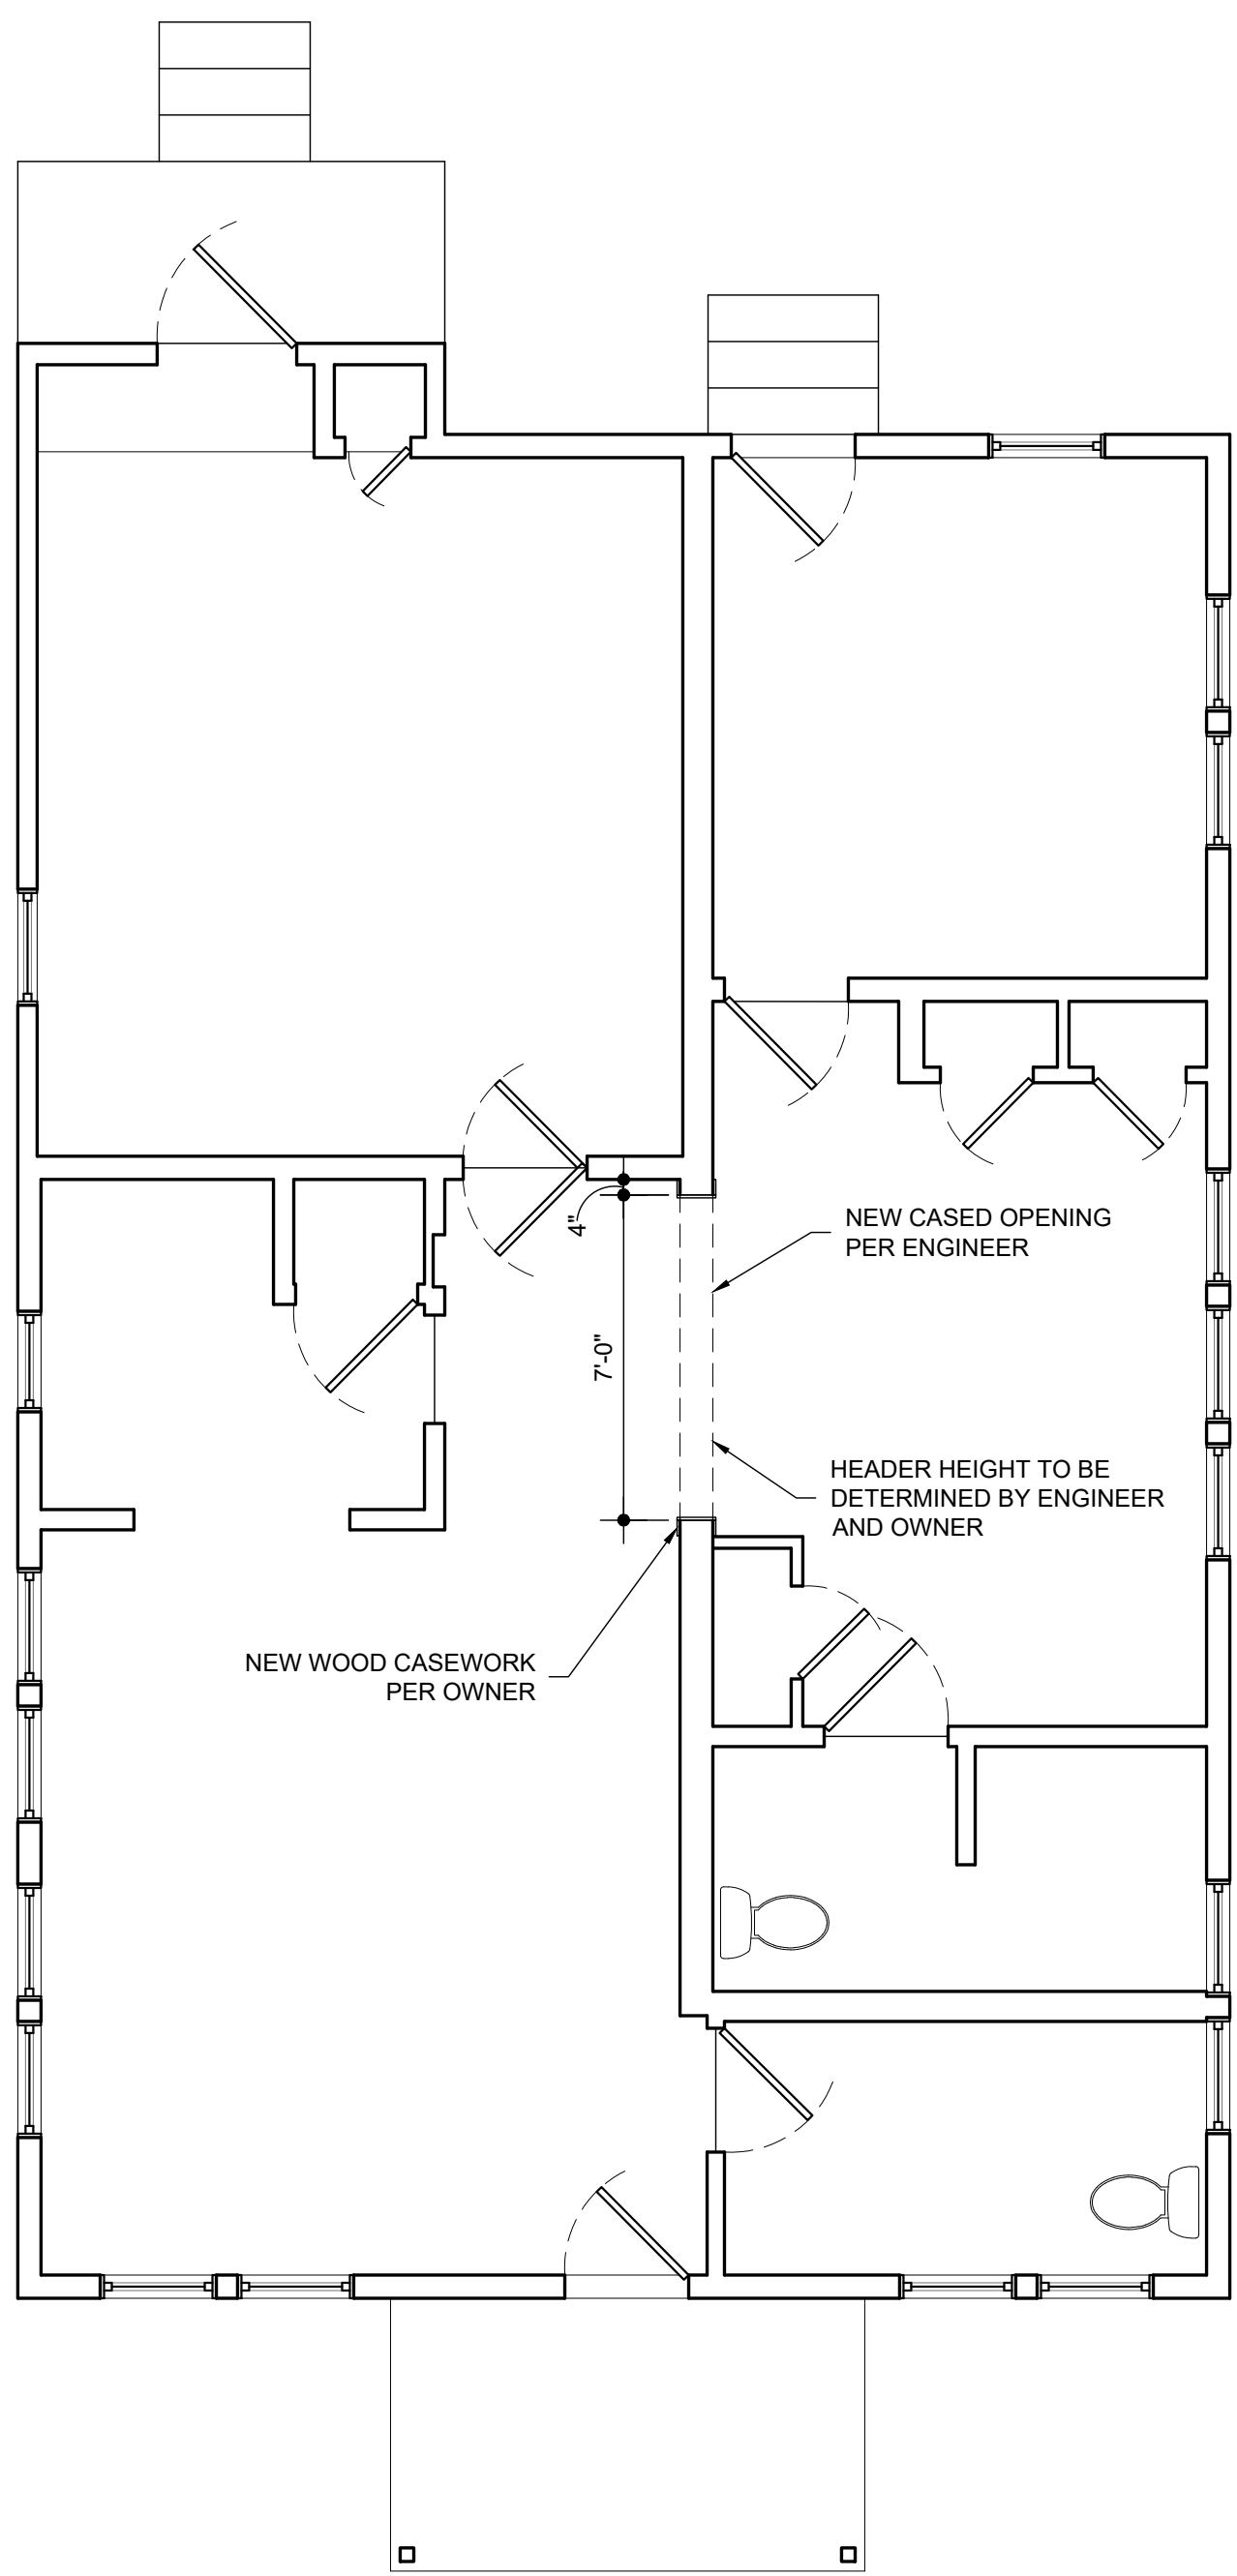 NEW CASED OPENING
PER ENGINEER
4"
7'-0"
HEADER HEIGHT TO BE
DETERMINED BY ENGINEER
AND OWNER
NEW WOOD CASEWORK
PER OWNER